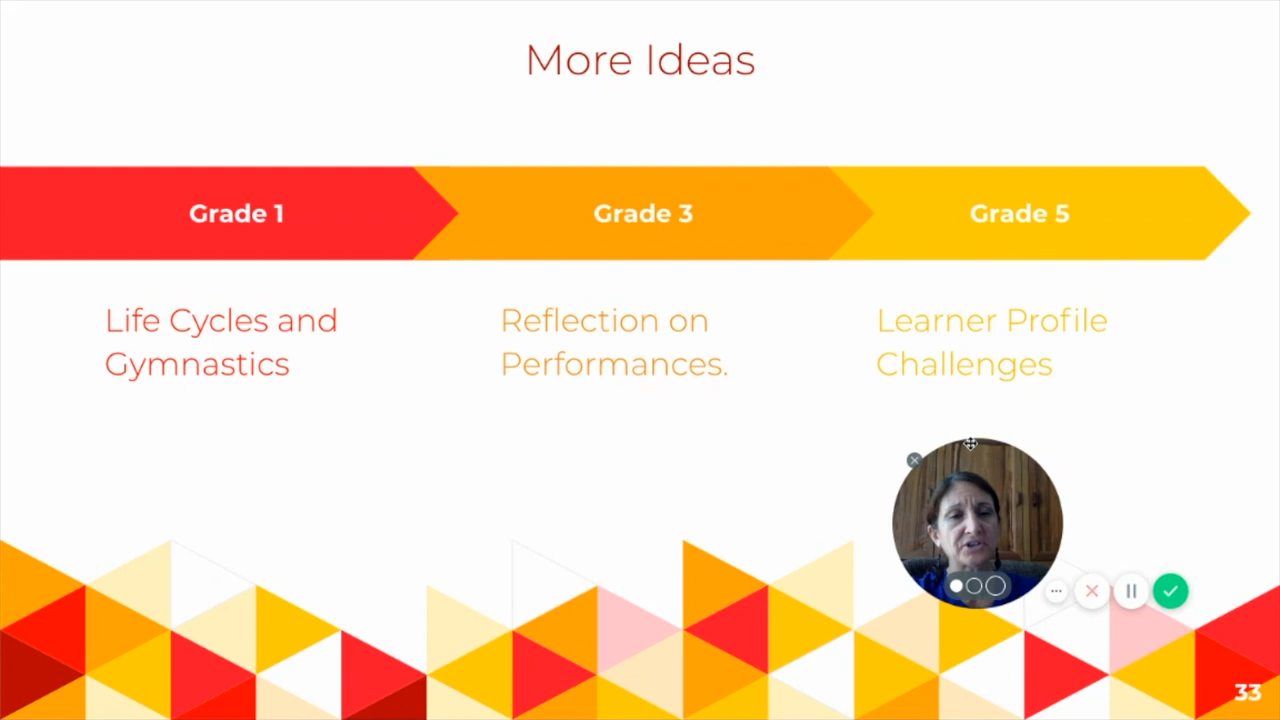 More Ideas
Grade 1
Grade 3
Grade 5
Life Cycles and
Gymnastics
Reflection on
Performances.
Learner Profile
Challenges
33